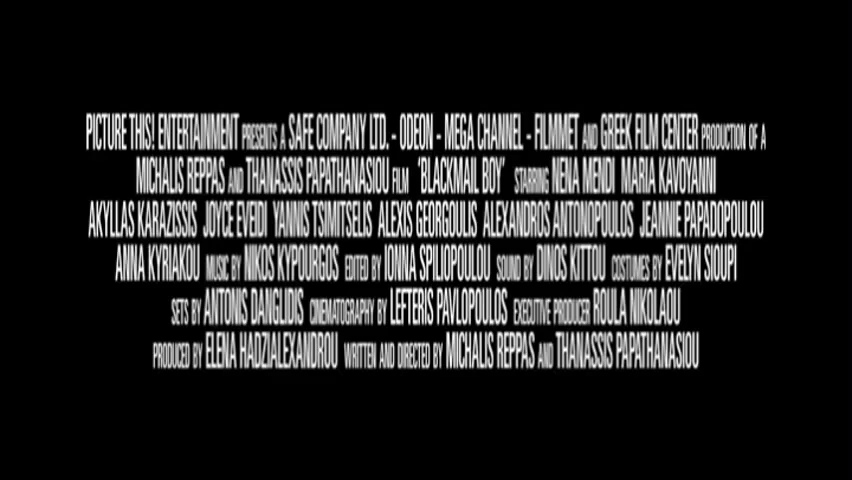 PICTURE THIS! ENTERTAINMENT PRESENTS A SAFE COMPANY LTD. - ODEON - MEGA CHANNEL - FILMNET AND GREEK FILM CENTER PRODUCTION OF A
MICHALIS REPPAS AND THANASSIS PAPATHANASIOU FILM 'BLACKMAIL BOY' STARRING NENA MENDI MARIA KAVOYANNI
AKYLLAS KARAZISSIS JOYCE EVEIDI YANNIS TSIMITSELIS ALEXIS GEORGOULIS ALEXANDROS ANTONOPOULOS JEANNIE PAPADOPOULOU
ANNA KYRIAKOU MUSIC BY NIKOS KYPOURGOS EDITED BY IONNA SPILIOPOULOU SOUND BY DINOS KITTOU COSTUMES BY EVELYN SIOUPI
SETS BY ANTONIS DANGLIDIS CINEMATOGRAPHY BY LEFTERIS PAVLOPOULOS EXECUTIVE PRODUCER ROULA NIKOLAOU
PRODUCED BY ELENA HADZIALEXANDROU WRITTEN AND DIRECTED BY MICHALIS REPPAS AND THANASSIS PAPATHANASIOU